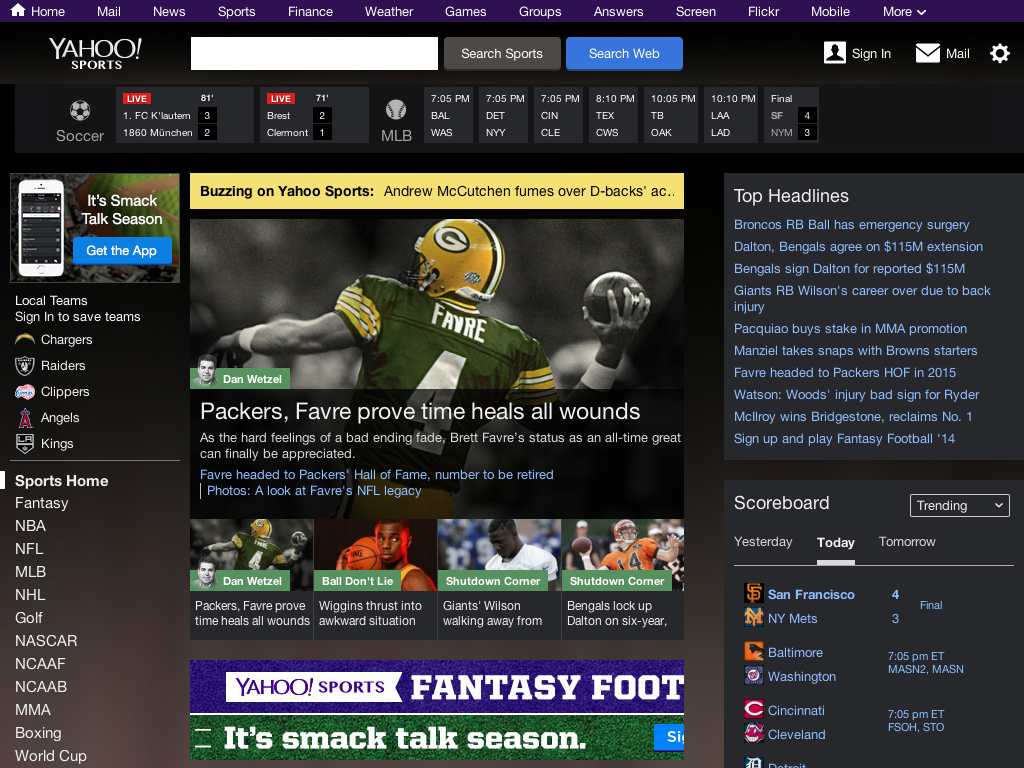 Home Mail News Sports Finance Weather Games Groups Answers Screen Flickr Mobile More
YAHOO!
SPORTS
Search Sports
Search Web
Sign In
Mail
Soccer
LIVE 81'
1. FC K'lautern 3
1860 München 2
LIVE 71'
Brest 2
Clermont 1
MLB
7:05 PM
BAL
WAS
7:05 PM
DET
NYY
7:05 PM
CIN
CLE
8:10 PM
TEX
CWS
10:05 PM
TB
OAK
10:10 PM
LAA
LAD
Final
SF 4
NYM 3
It's Smack
Talk Season
Get the App
Local Teams
Sign In to save teams
Chargers
Raiders
Clippers
Angels
Kings
Sports Home
Fantasy
NBA
NFL
MLB
NHL
Golf
NASCAR
NCAAF
NCAAB
MMA
Boxing
World Cup
Buzzing on Yahoo Sports: Andrew McCutchen fumes over D-backs' ac..
FAVRE
4
Dan Wetzel
Packers, Favre prove time heals all wounds
As the hard feelings of a bad ending fade, Brett Favre's status as an all-time great
can finally be appreciated.
Favre headed to Packers' Hall of Fame, number to be retired
Photos: A look at Favre's NFL legacy
Dan Wetzel
Packers, Favre prove
time heals all wounds
Ball Don't Lie
Wiggins thrust into
awkward situation
Shutdown Corner
Giants' Wilson
walking away from
14
Shutdown Corner
Bengals lock up
Dalton on six-year,
YAHOO! SPORTS FANTASY FOOT
It's smack talk season.
Top Headlines
Broncos RB Ball has emergency surgery
Dalton, Bengals agree on $115M extension
Bengals sign Dalton for reported $115M
Giants RB Wilson's career over due to back
injury
Pacquiao buys stake in MMA promotion
Manziel takes snaps with Browns starters
Favre headed to Packers HOF in 2015
Watson: Woods' injury bad sign for Ryder
McIlroy wins Bridgestone, reclaims No. 1
Sign up and play Fantasy Football '14
Scoreboard
Trending
Yesterday Today Tomorrow
San Francisco 4
NY Mets 3
Final
Baltimore
Washington
7:05 pm ET
MASN2, MASN
Cincinnati
Cleveland
7:05 pm ET
FSOH, STO
Detroit